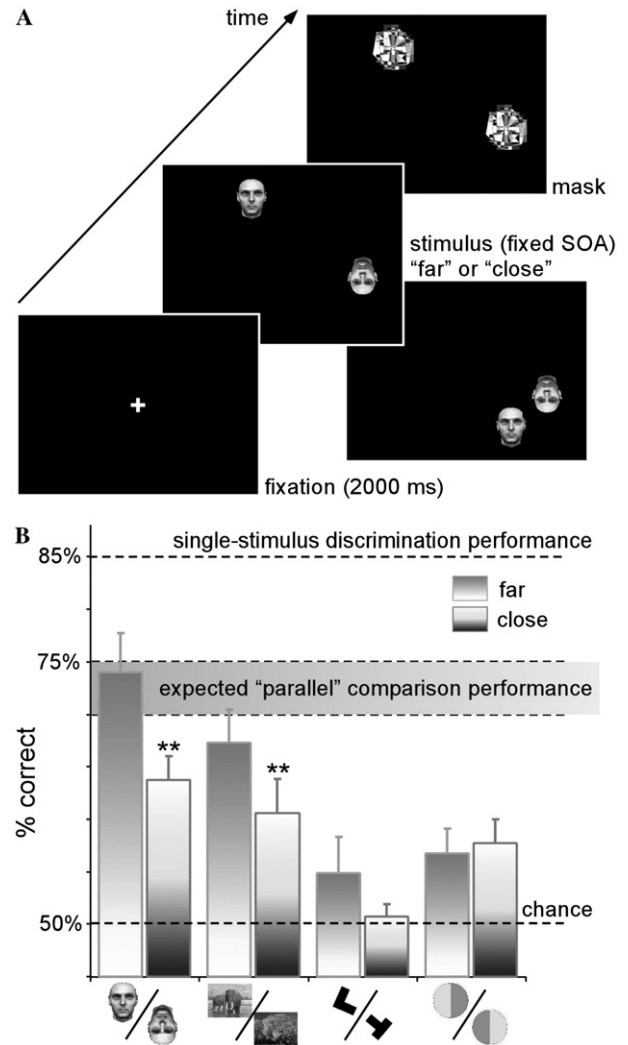 A
time
mask
stimulus (fixed SOA)
"far" or "close"
fixation (2000 ms)
B
85%
single-stimulus discrimination performance
far
close
75%
expected "parallel" comparison performance
% correct
**
**
50%
chance